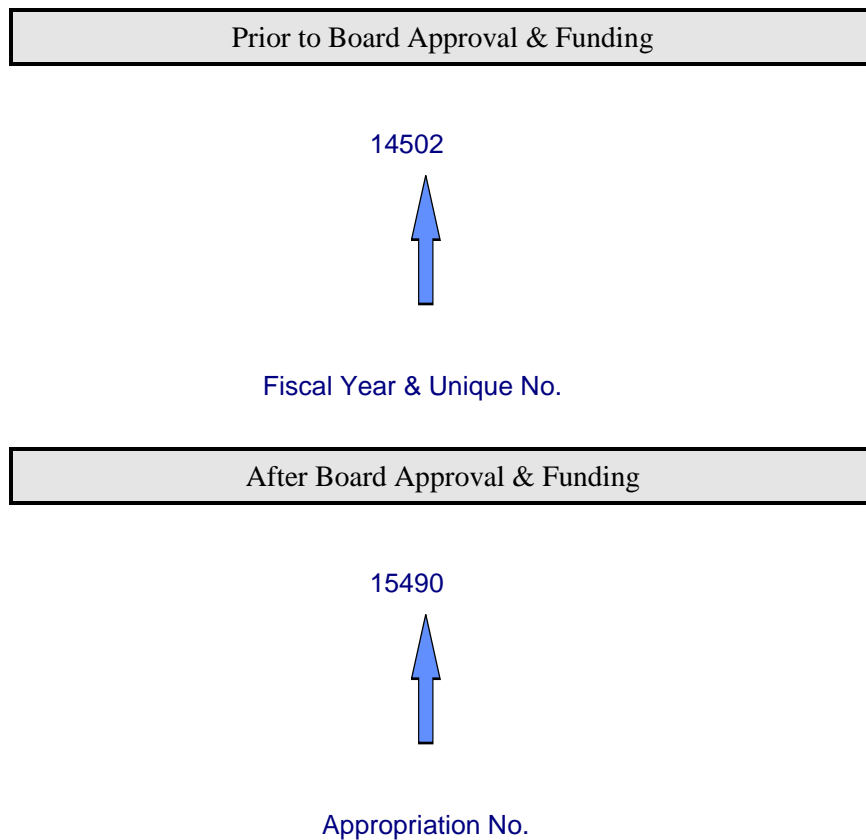 Prior to Board Approval & Funding
14502
Fiscal Year & Unique No.
After Board Approval & Funding
15490
Appropriation No.